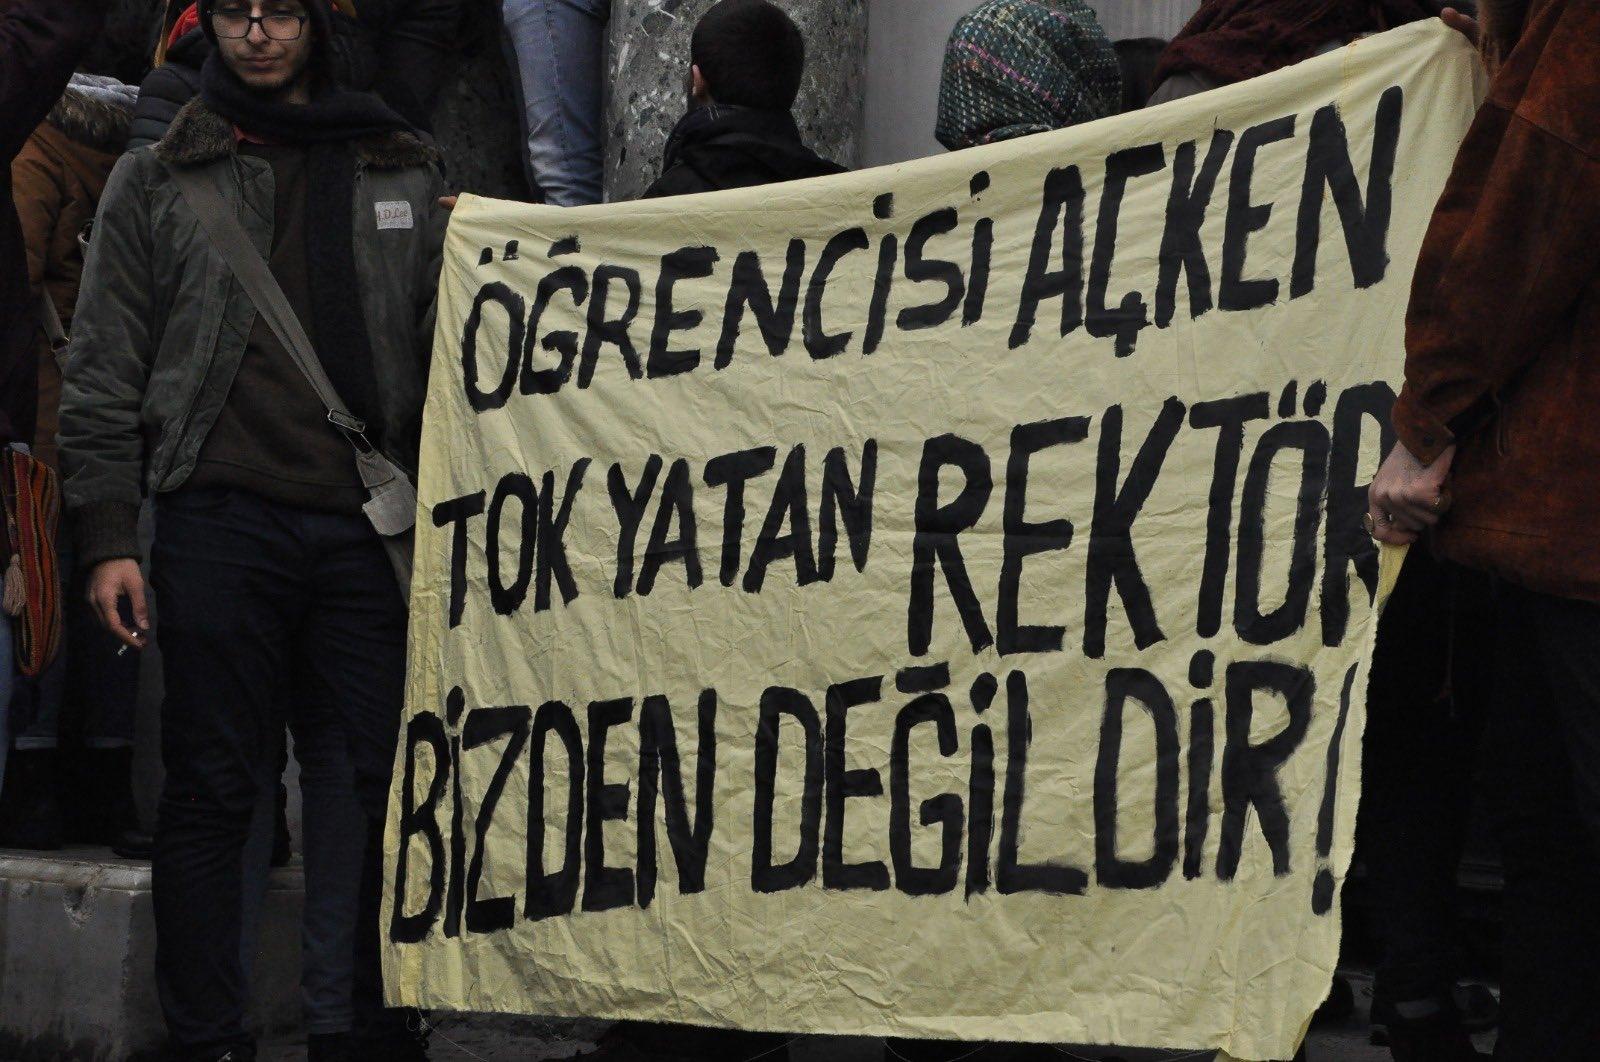 ÖĞRENCİSİ AÇKEN
TOK YATAN REKTÖR
BİZDEN DEĞİLDİR!